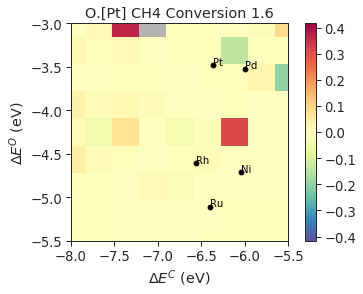 O.[Pt] CH4 Conversion 1.6
−3.0
−3.5
−4.0
−4.5
−5.0
−5.5
ΔE^O (eV)
Pt
Pd
Rh
Ni
Ru
−8.0 −7.5 −7.0 −6.5 −6.0 −5.5
ΔE^C (eV)
0.4
0.3
0.2
0.1
0.0
−0.1
−0.2
−0.3
−0.4